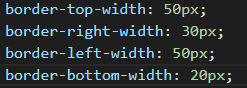 border-top-width: 50px;
border-right-width: 30px;
border-left-width: 50px;
border-bottom-width: 20px;